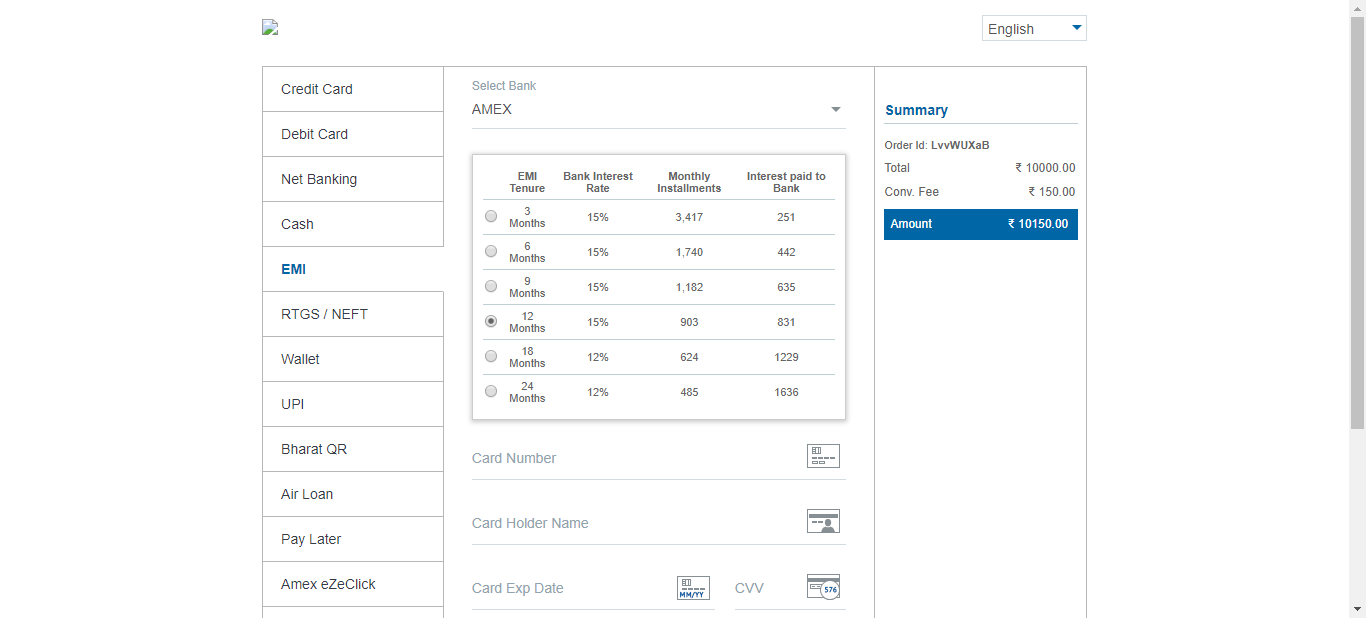 English
Credit Card
Debit Card
Net Banking
Cash
EMI
RTGS / NEFT
Wallet
UPI
Bharat QR
Air Loan
Pay Later
Amex eZeClick
Select Bank
AMEX
EMI Tenure Bank Interest Rate Monthly Installments Interest paid to Bank
3 Months 15% 3,417 251
6 Months 15% 1,740 442
9 Months 15% 1,182 635
12 Months 15% 903 831
18 Months 12% 624 1229
24 Months 12% 485 1636
Card Number
Card Holder Name
Card Exp Date MM/YY CVV 576
Summary
Order Id: LvvWUXaB
Total ₹ 10000.00
Conv. Fee ₹ 150.00
Amount ₹ 10150.00